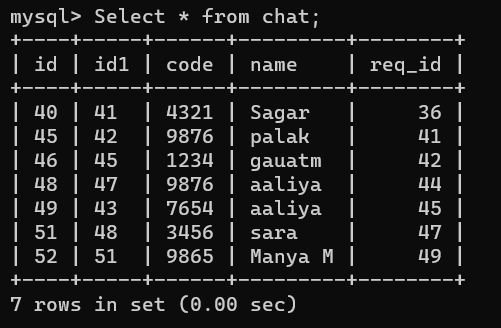 mysql> Select * from chat;
+----+-----+------+---------+--------+
| id | id1 | code | name    | req_id |
+----+-----+------+---------+--------+
| 40 | 41  | 4321 | Sagar   |     36 |
| 45 | 42  | 9876 | palak   |     41 |
| 46 | 45  | 1234 | gauatm  |     42 |
| 48 | 47  | 9876 | aaliya  |     44 |
| 49 | 43  | 7654 | aaliya  |     45 |
| 51 | 48  | 3456 | sara    |     47 |
| 52 | 51  | 9865 | Manya M |     49 |
+----+-----+------+---------+--------+
7 rows in set (0.00 sec)